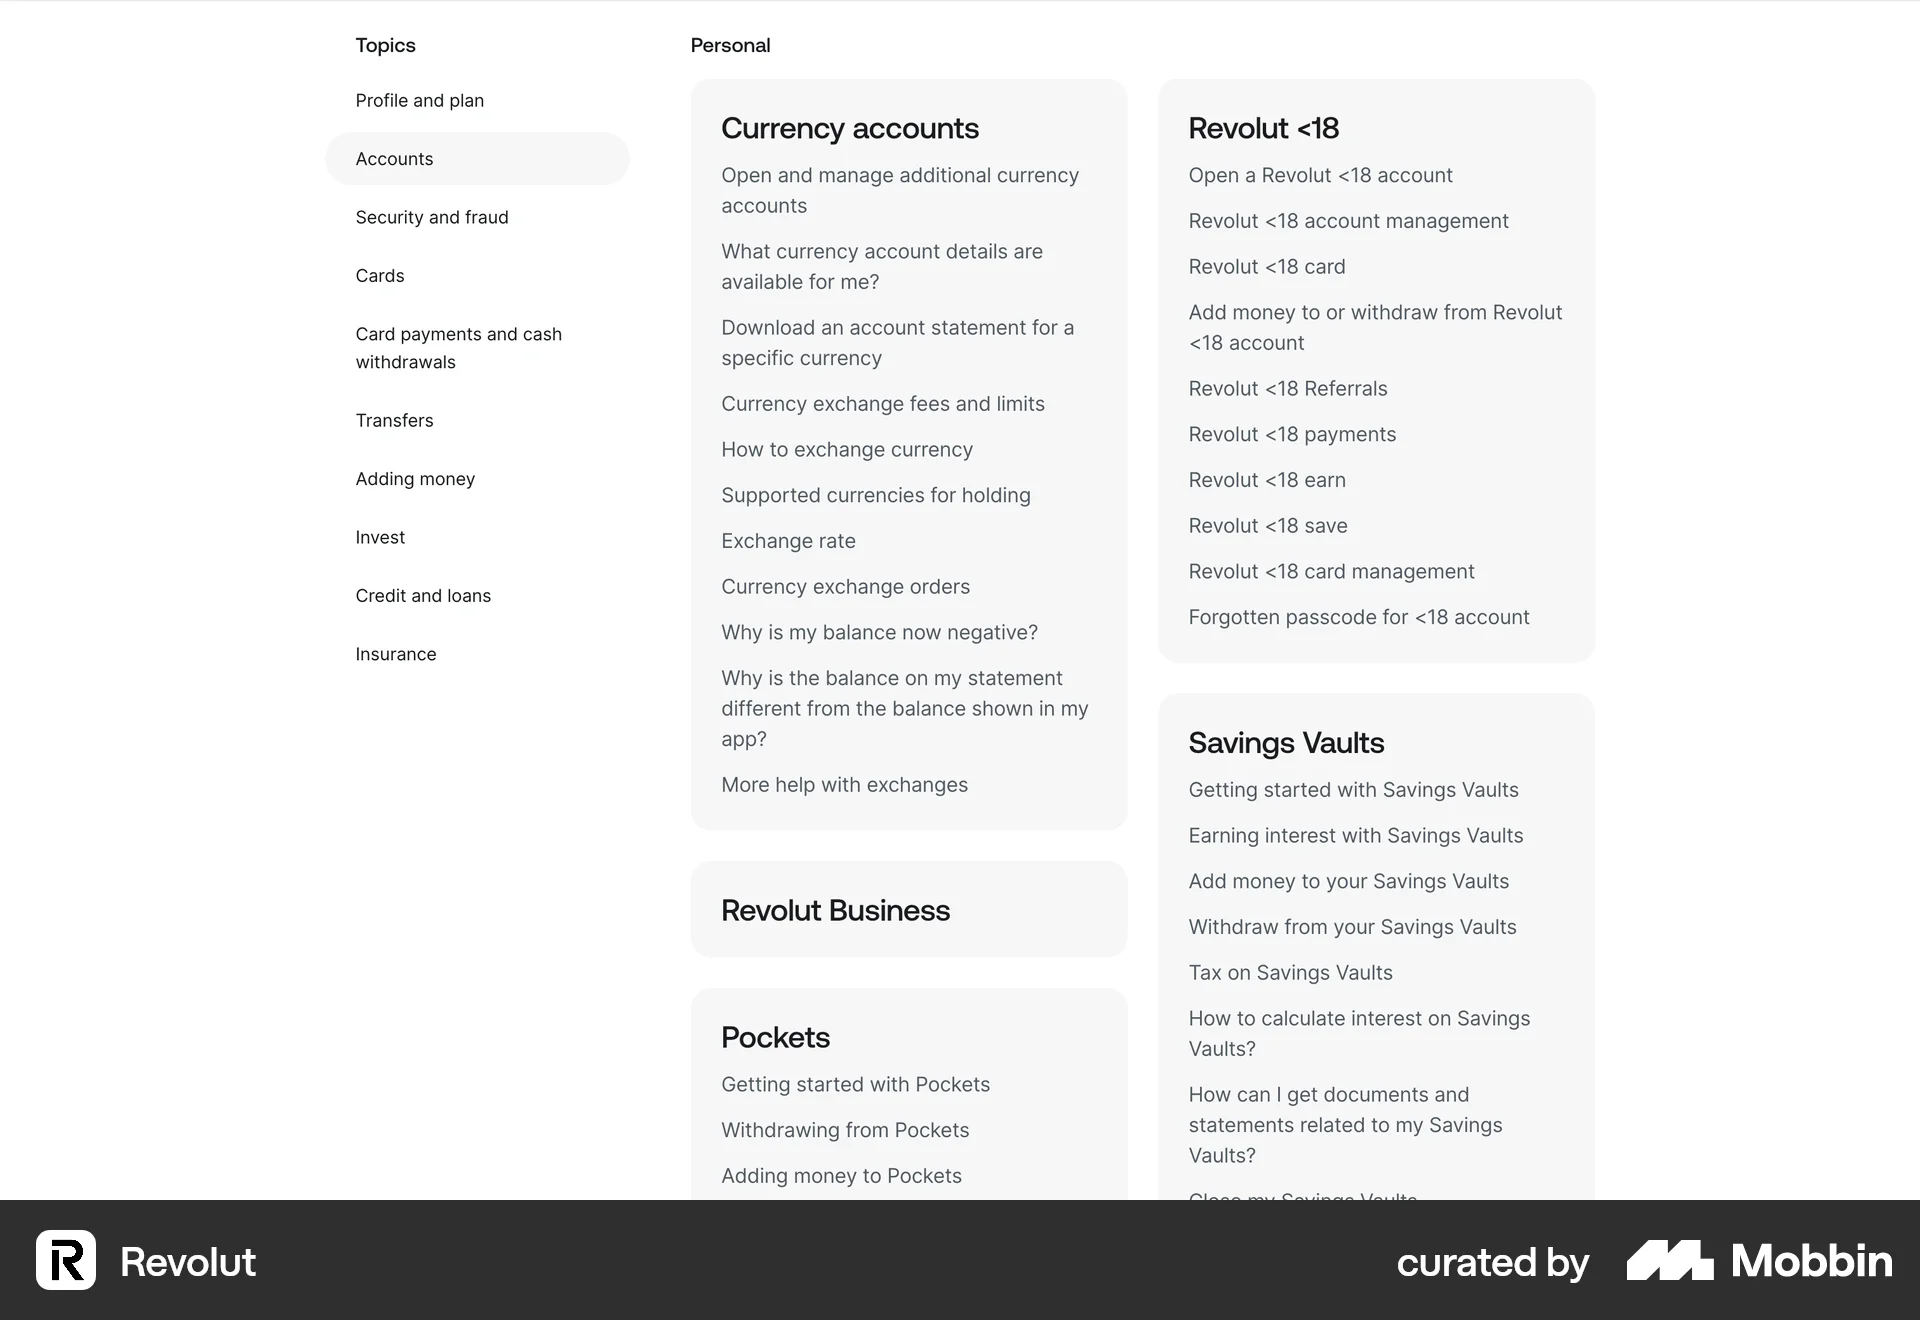 Topics
Profile and plan
Accounts
Security and fraud
Cards
Card payments and cash
withdrawals
Transfers
Adding money
Invest
Credit and loans
Insurance
Personal
Currency accounts
Open and manage additional currency
accounts
What currency account details are
available for me?
Download an account statement for a
specific currency
Currency exchange fees and limits
How to exchange currency
Supported currencies for holding
Exchange rate
Currency exchange orders
Why is my balance now negative?
Why is the balance on my statement
different from the balance shown in my
app?
More help with exchanges
Revolut Business
Pockets
Getting started with Pockets
Withdrawing from Pockets
Adding money to Pockets
Revolut <18
Open a Revolut <18 account
Revolut <18 account management
Revolut <18 card
Add money to or withdraw from Revolut
<18 account
Revolut <18 Referrals
Revolut <18 payments
Revolut <18 earn
Revolut <18 save
Revolut <18 card management
Forgotten passcode for <18 account
Savings Vaults
Getting started with Savings Vaults
Earning interest with Savings Vaults
Add money to your Savings Vaults
Withdraw from your Savings Vaults
Tax on Savings Vaults
How to calculate interest on Savings
Vaults?
How can I get documents and
statements related to my Savings
Vaults?
Close my Savings Vaults
R Revolut
curated by Mobbin